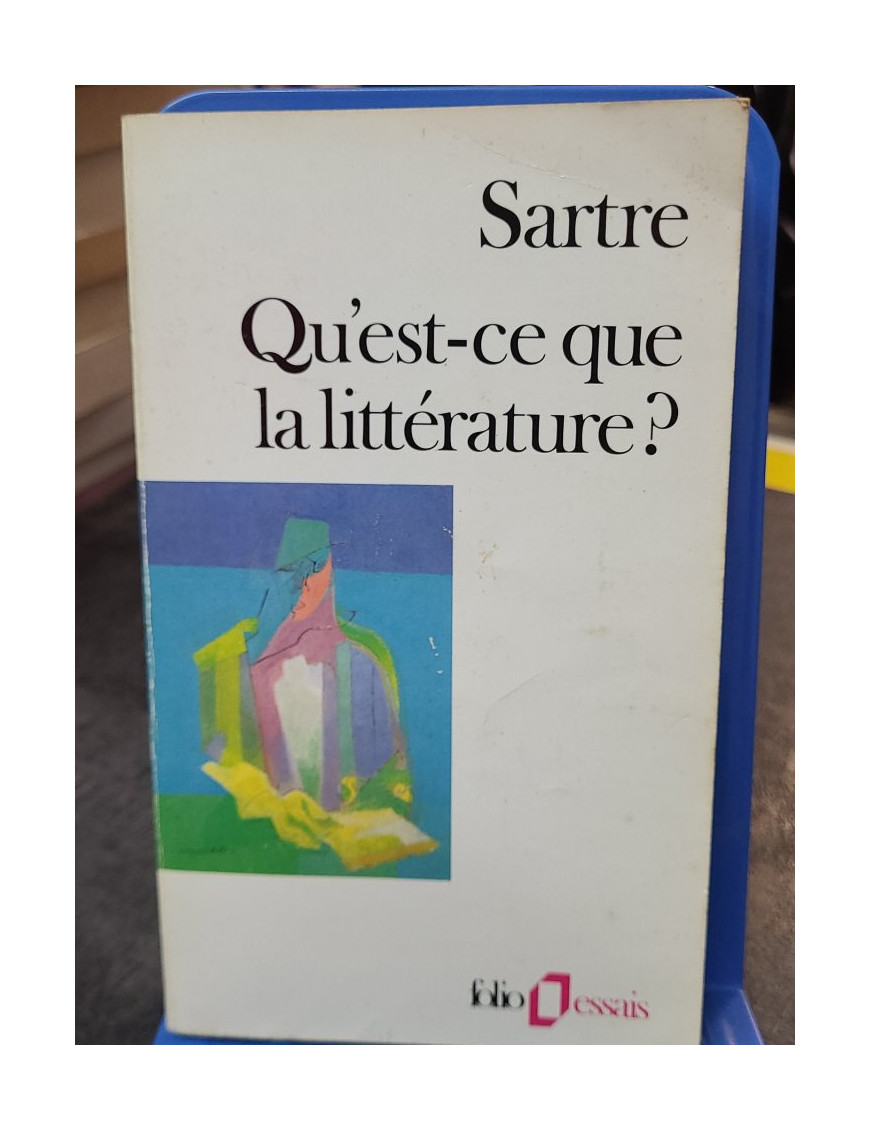 Sartre
Qu'est-ce que
la littérature ?
folio essais